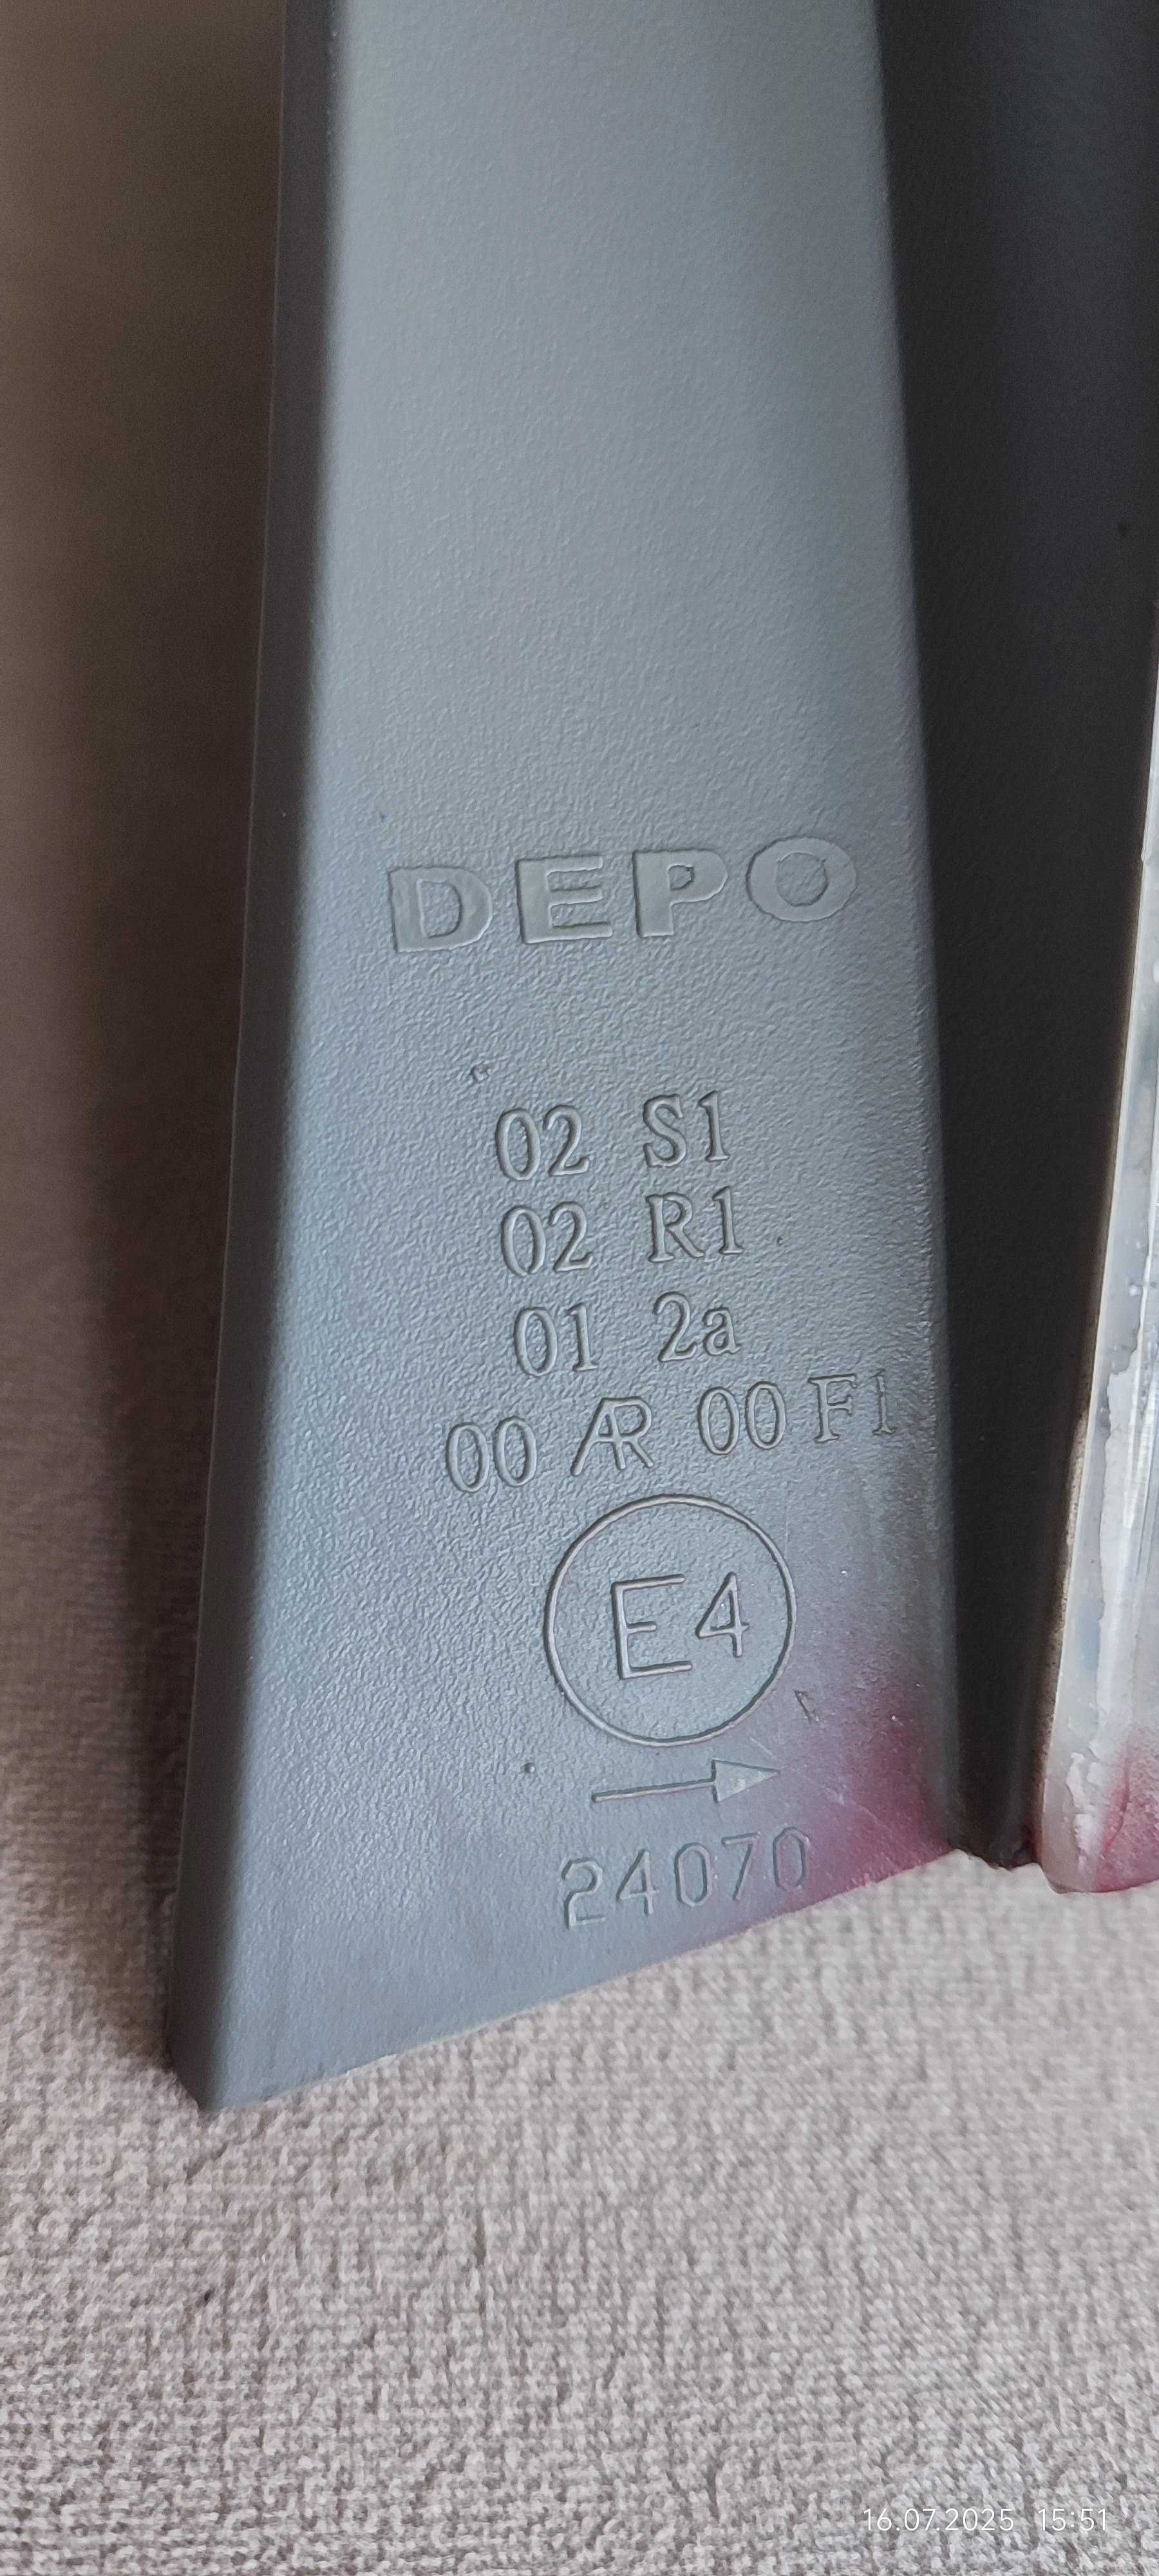 DEPO
02 S1
02 R1
01 2a
00 AR 00 F1
E4
→
24070
16.07.2025 15:51